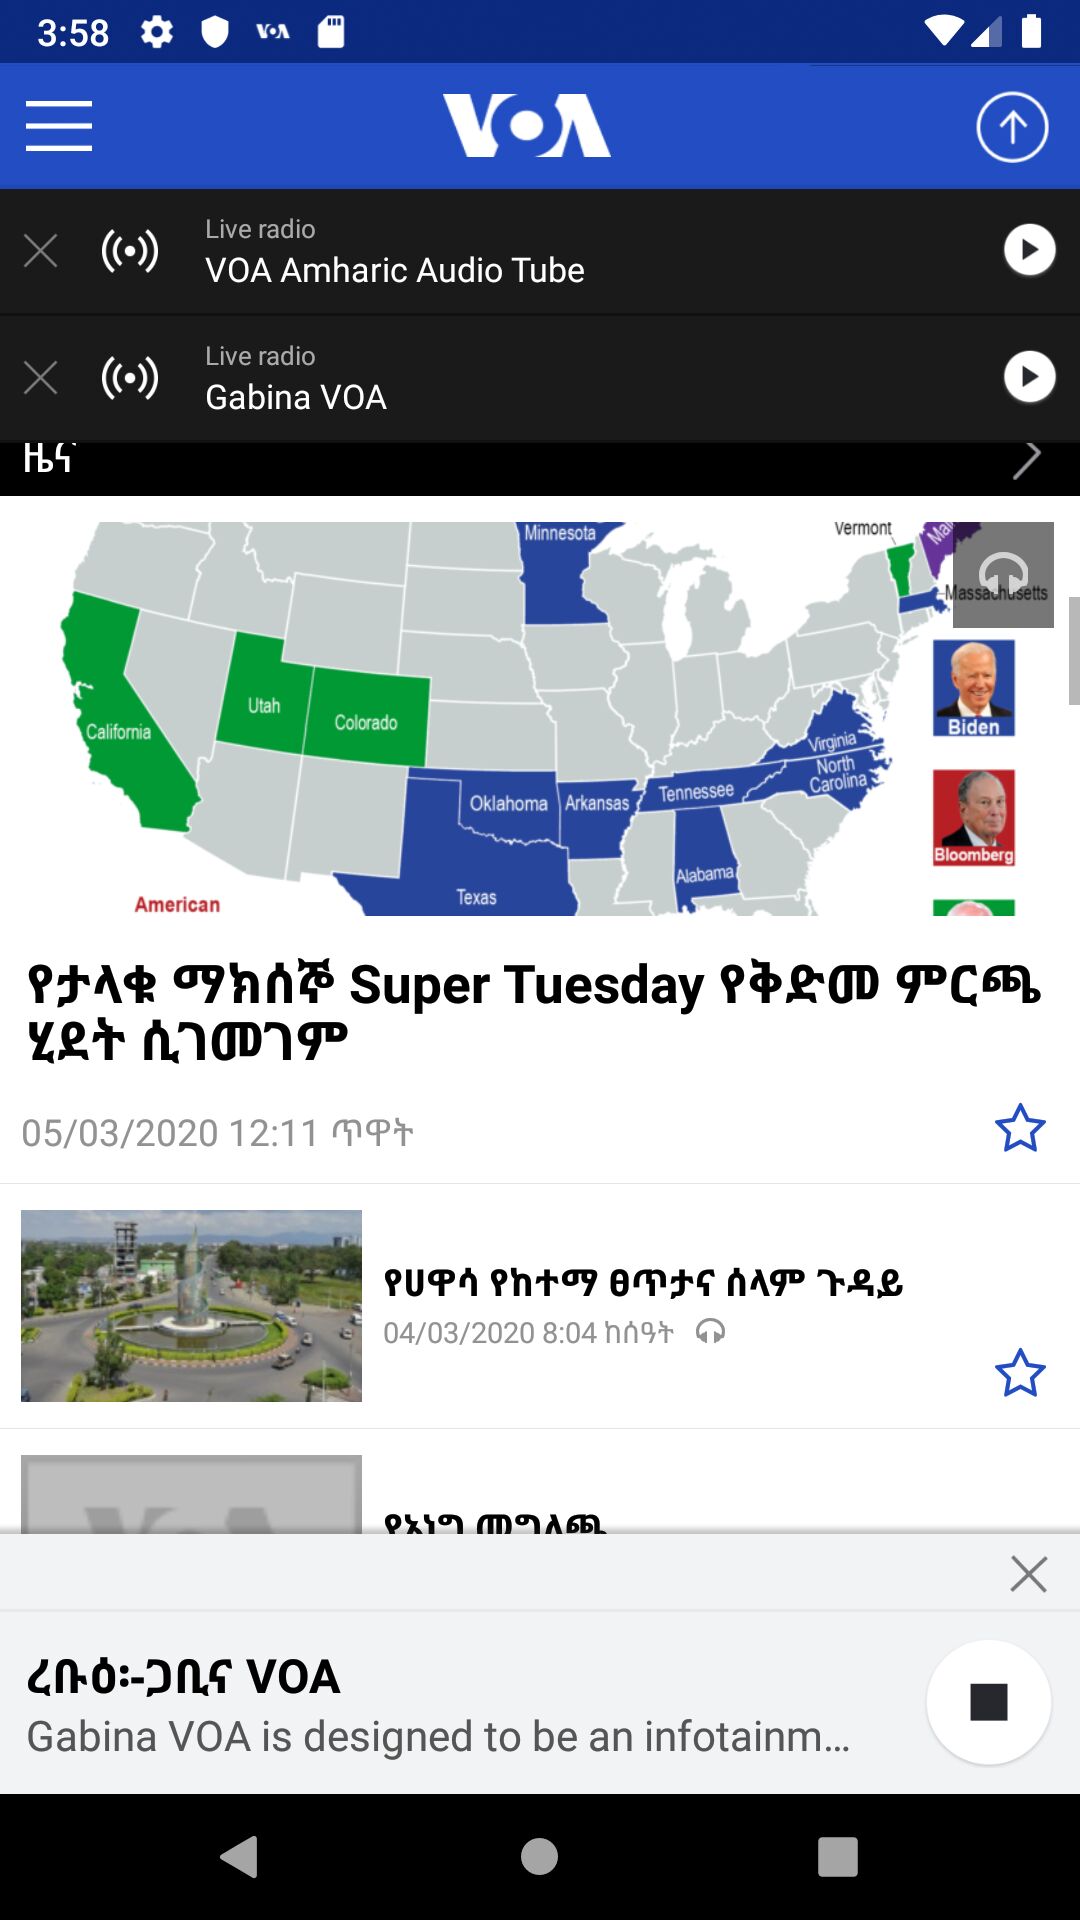 3:58
VOA
VOA
Live radio
VOA Amharic Audio Tube
Live radio
Gabina VOA
ዜና
Minnesota
Vermont
Massachusetts
Utah
Colorado
California
Biden
Virginia
North
Carolina
Tennessee
Oklahoma
Arkansas
Bloomberg
Alabama
Texas
American
የታላቁ ማክሰኞ Super Tuesday የቅድመ ምርጫ
ሂደት ሲገመገም
05/03/2020 12:11 ጥዋት
የሀዋሳ የከተማ ፀጥታና ሰላም ጉዳይ
04/03/2020 8:04 ከሰዓት
VOA
የኦነግ መግለጫ
ረቡዕ፡-ጋቢና VOA
Gabina VOA is designed to be an infotainm...